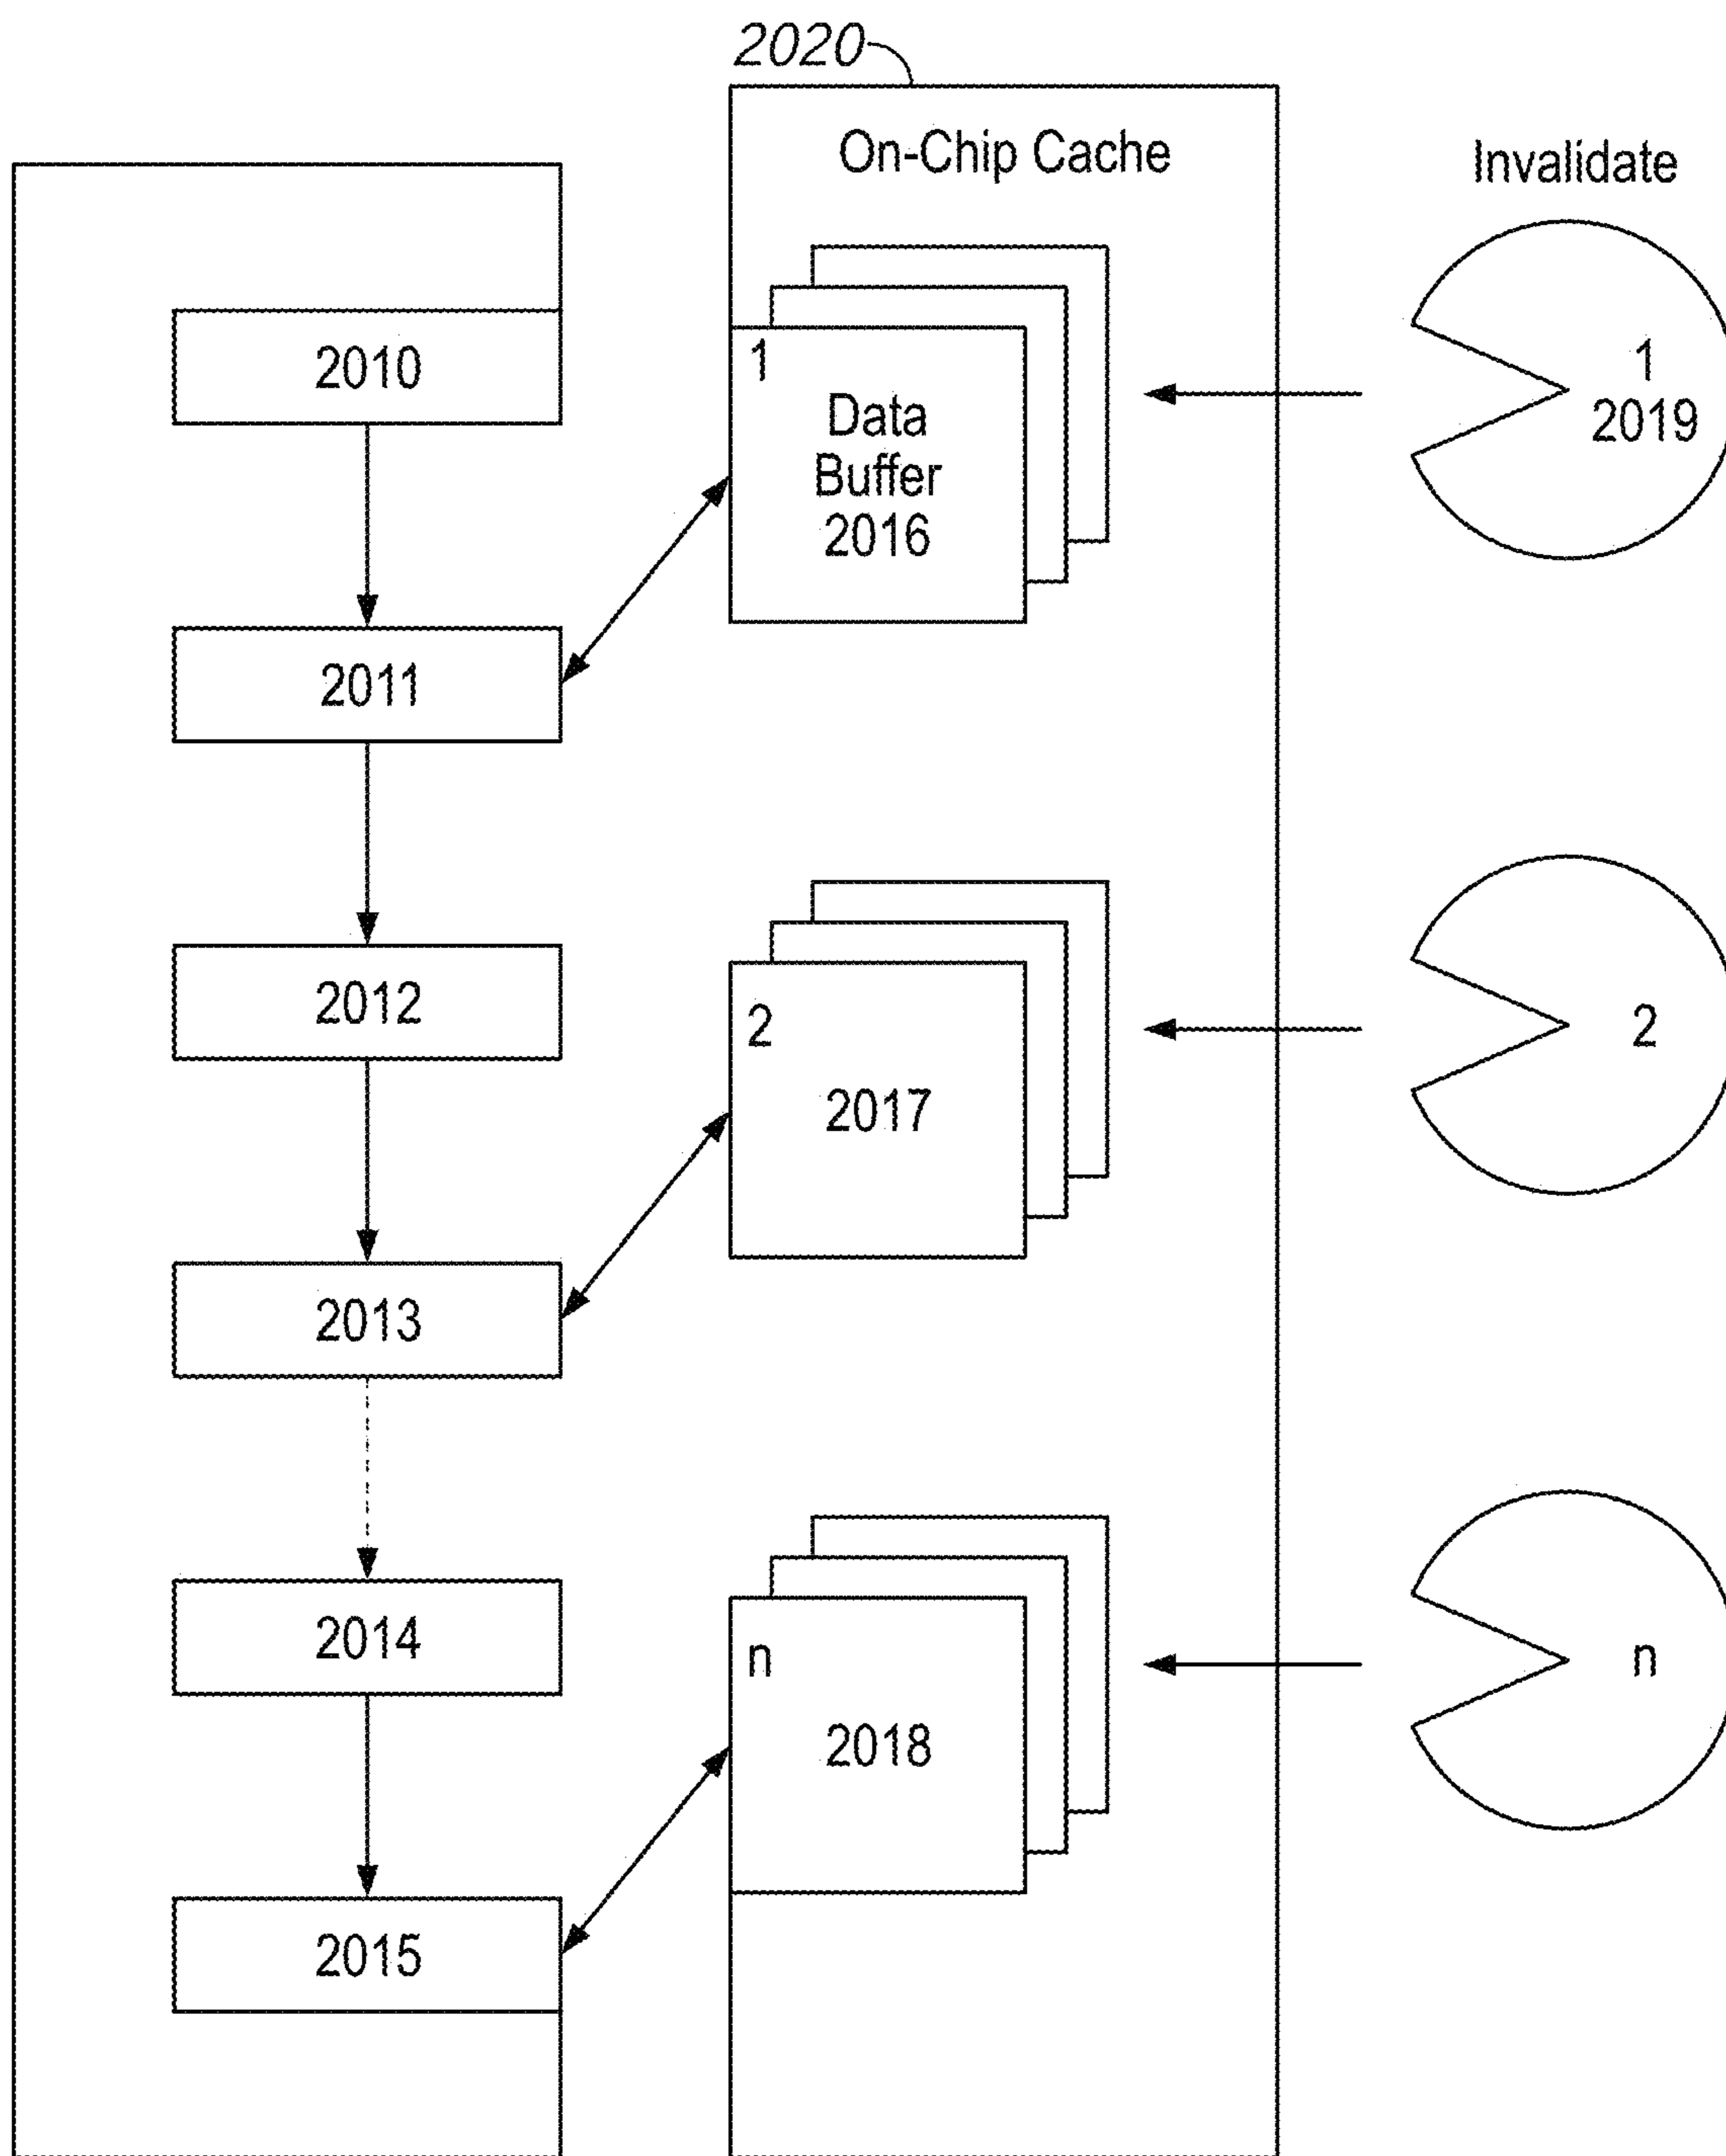 2020
On-Chip Cache
Invalidate
2010
1
Data
Buffer
2016
1
2019
2011
2012
2
2017
2
2013
2014
n
2018
n
2015